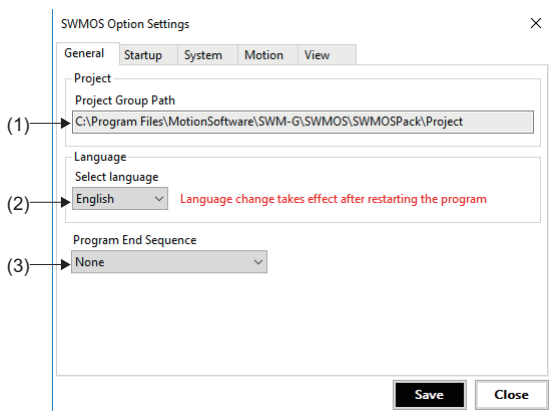 SWMOS Option Settings
General Startup System Motion View
Project
Project Group Path
(1) C:\Program Files\MotionSoftware\SWM-G\SWMOS\SWMOSPack\Project
Language
Select language
(2) English Language change takes effect after restarting the program
Program End Sequence
(3) None
Save Close